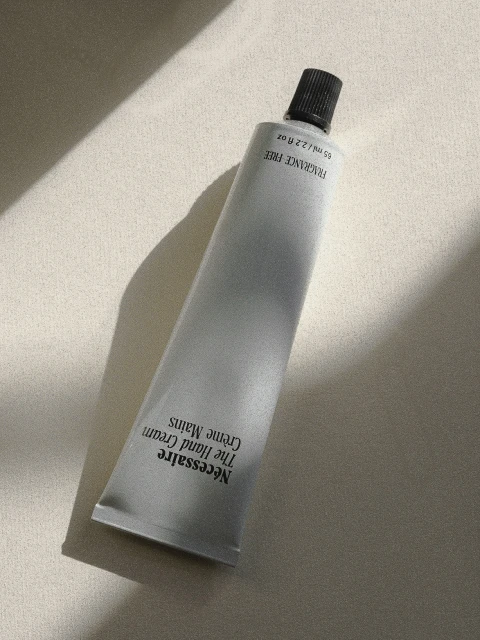 Nécessaire
The Hand Cream
Crème Mains
FRAGRANCE FREE
65 ml / 2.2 fl oz